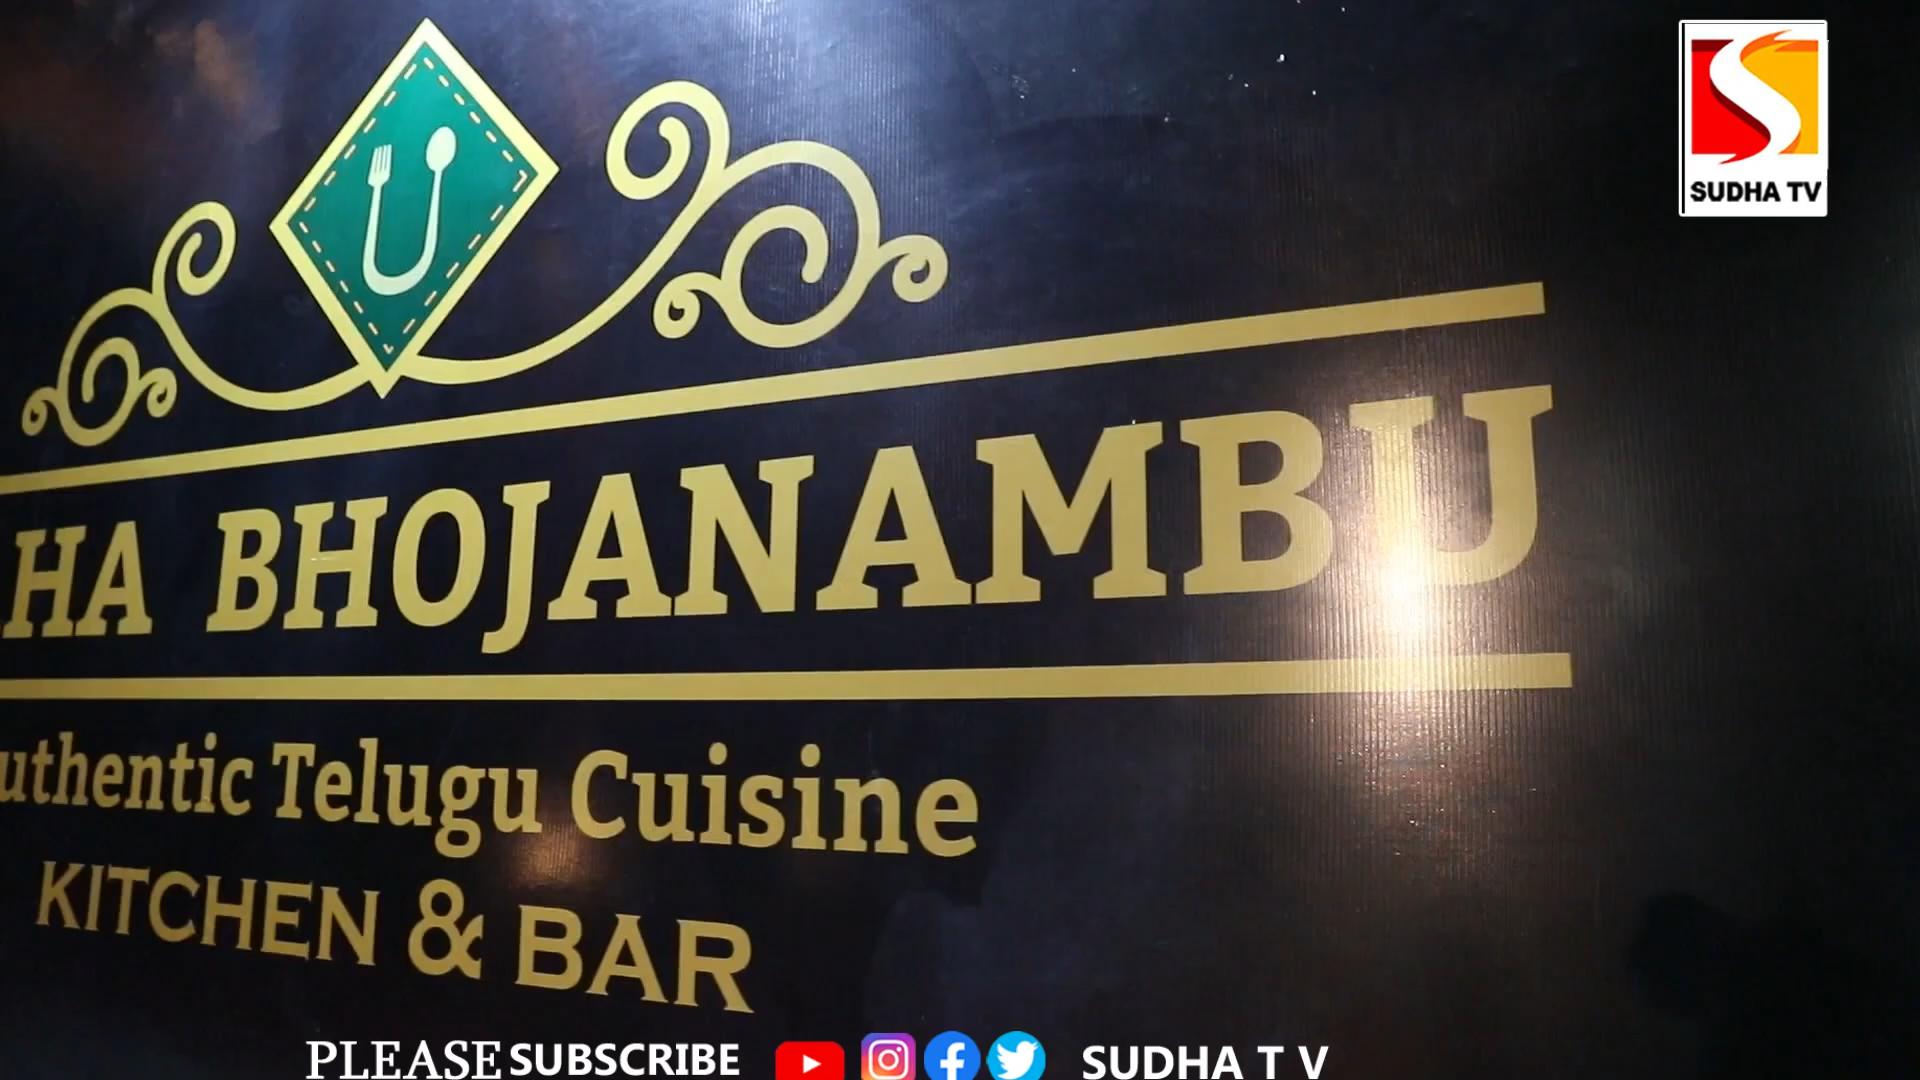 SUDHA TV
HA BHOJANAMBU
uthentic Telugu Cuisine
KITCHEN & BAR
PLEASE SUBSCRIBE SUDHA T V